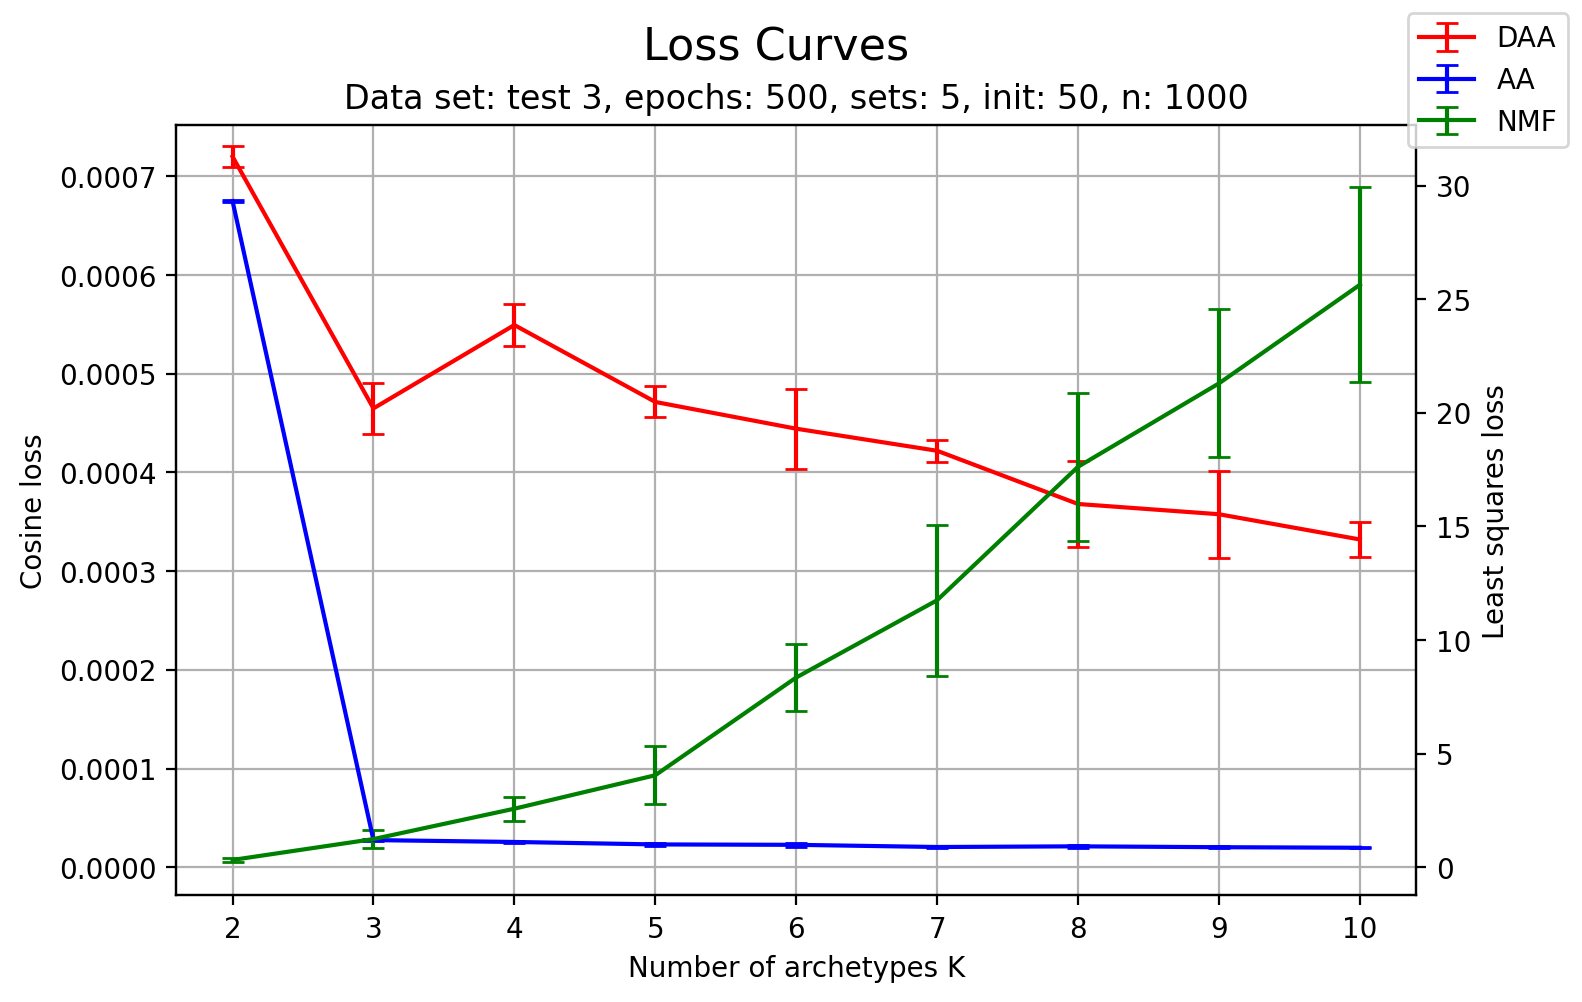 Loss Curves
Data set: test 3, epochs: 500, sets: 5, init: 50, n: 1000
DAA
AA
NMF
0.0007
0.0006
0.0005
0.0004
0.0003
0.0002
0.0001
0.0000
Cosine loss
30
25
20
15
10
5
0
Least squares loss
2 3 4 5 6 7 8 9 10
Number of archetypes K